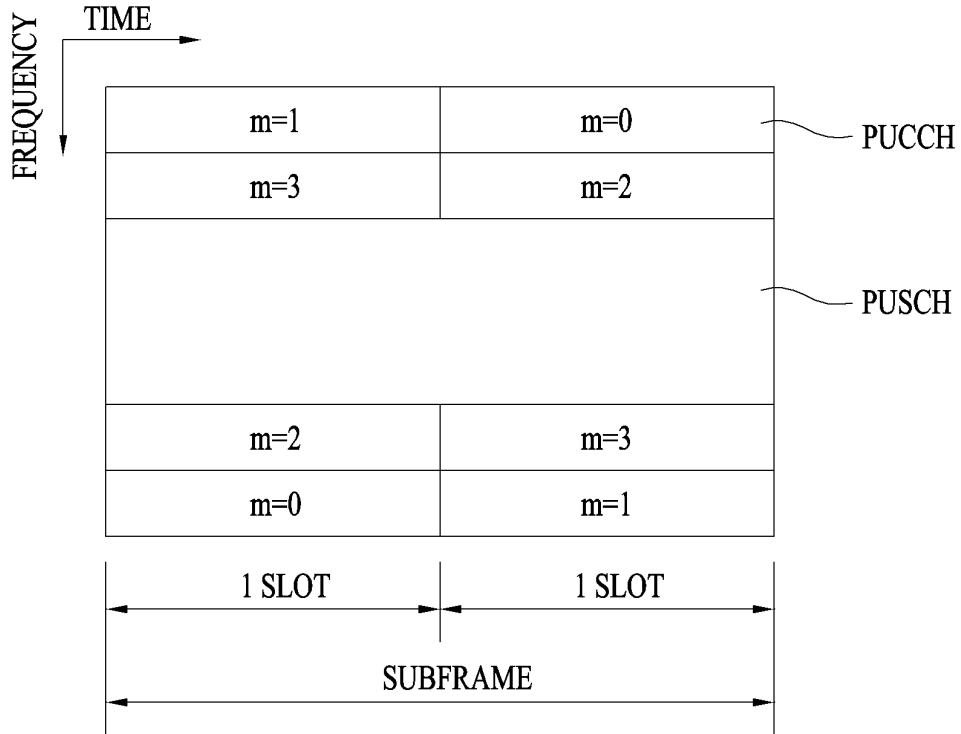 TIME
FREQUENCY
m=1 m=0 PUCCH
m=3 m=2
PUSCH
m=2 m=3
m=0 m=1
1 SLOT 1 SLOT
SUBFRAME